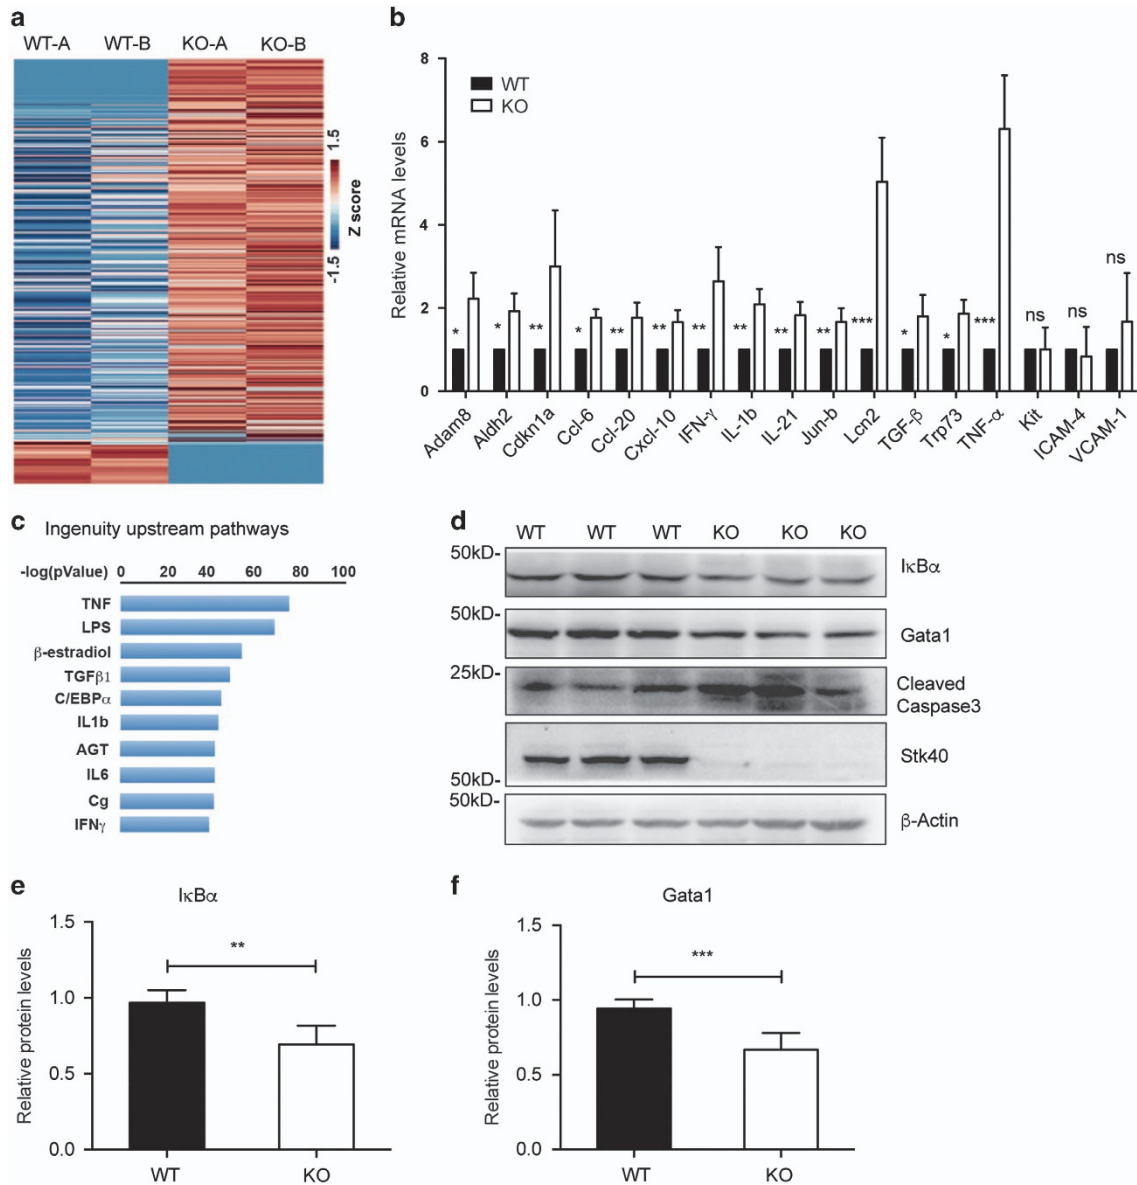 a
WT-A WT-B KO-A KO-B
1.5
Z score
-1.5
b
8
6
4
2
0
Relative mRNA levels
WT
KO
* * ** * ** ** ** ** ** ** *** * * *** ns ns ns
Adam8 Aldh2 Cdkn1a Ccl-6 Ccl-20 Cxcl-10 IFN-γ IL-1b IL-21 Jun-b Lcn2 TGF-β Trp73 TNF-α Kit ICAM-4 VCAM-1
c Ingenuity upstream pathways
-log(pValue) 0 20 40 60 80 100
TNF
LPS
β-estradiol
TGFβ1
C/EBPα
IL1b
AGT
IL6
Cg
IFNγ
d
WT WT WT KO KO KO
50kD- IκBα
50kD- Gata1
25kD- Cleaved
Caspase3
Stk40
50kD-
50kD- β-Actin
e
IκBα
Relative protein levels
1.5
1.0
0.5
0.0
**
WT KO
f
Gata1
Relative protein levels
1.5
1.0
0.5
0.0
***
WT KO